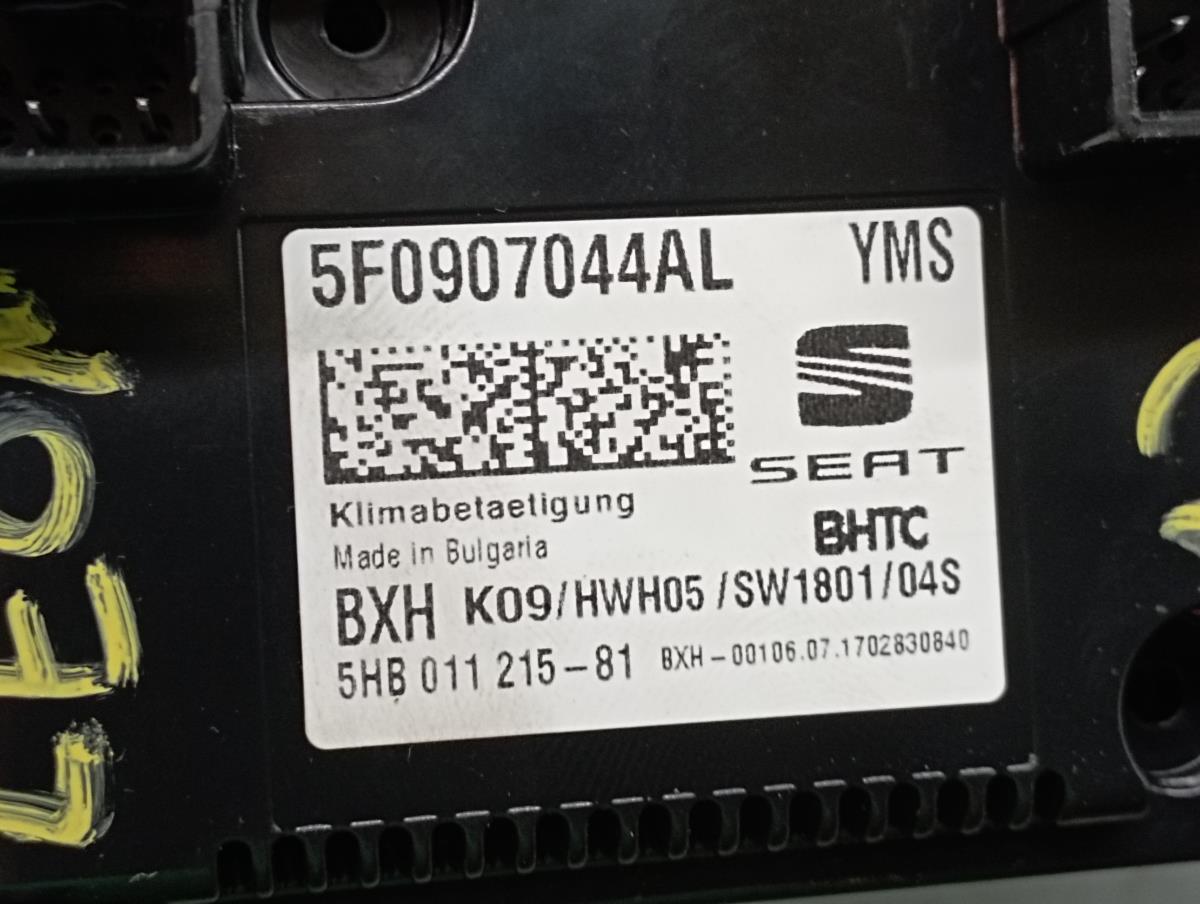 5F0907044AL YMS
SEAT
Klimabetaetigung
BHTC
Made in Bulgaria
BXH K09/HWH05/SW1801/04S
5HB 011 215-81 BXH-00106.07.1702830840
LEON